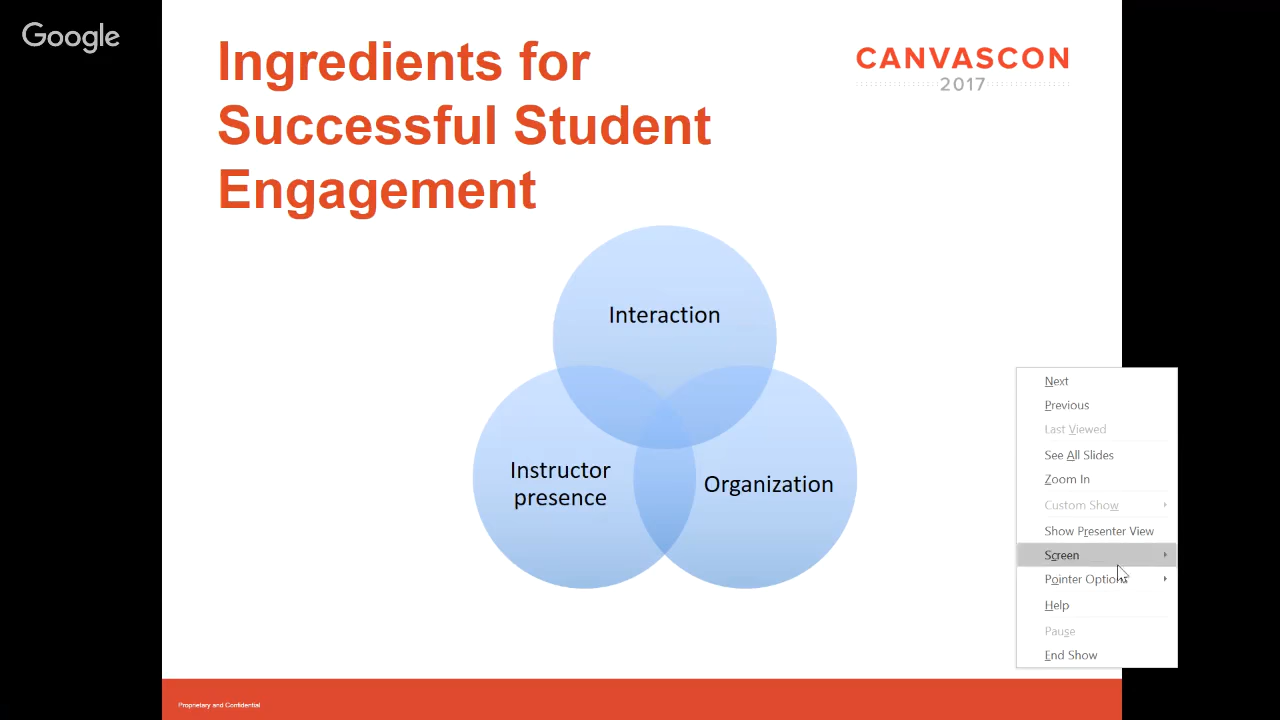 Google
Ingredients for
Successful Student
Engagement
CANVASCON
2017
Interaction
Instructor
presence
Organization
Next
Previous
Last Viewed
See All Slides
Zoom In
Custom Show
Show Presenter View
Screen
Pointer Options
Help
Pause
End Show
Proprietary and Confidential